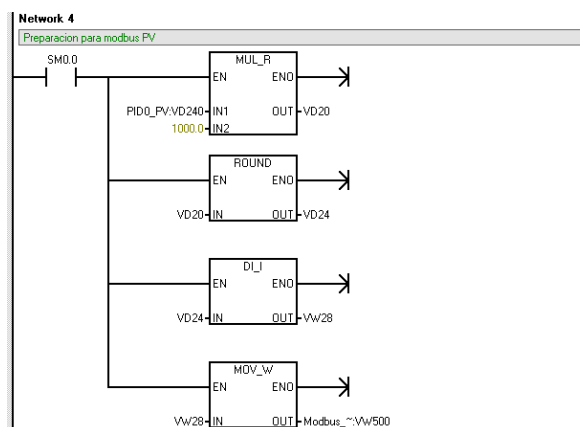 Network 4
Preparacion para modbus PV
SM0.0
MUL_R
EN ENO
PID0_PV:VD240 IN1 OUT VD20
1000.0 IN2
ROUND
EN ENO
VD20 IN OUT VD24
DI_I
EN ENO
VD24 IN OUT VW28
MOV_W
EN ENO
VW28 IN OUT Modbus_~:VW500